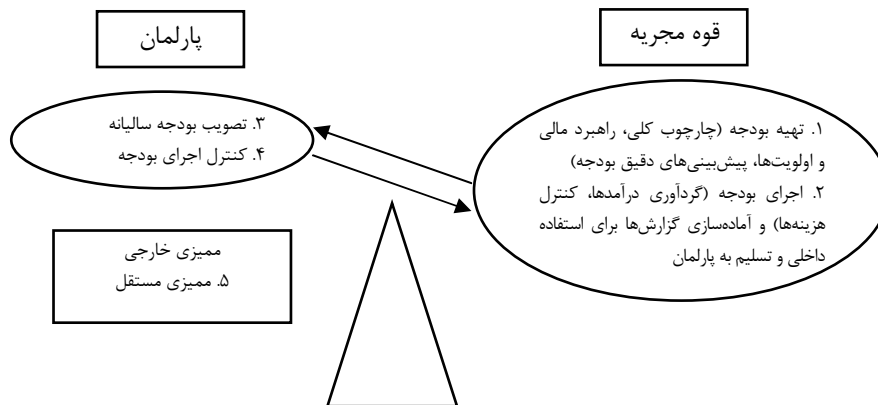 قوه مجریه
پارلمان
۱. تهیه بودجه (چارچوب کلی، راهبرد مالی
و اولویت‌ها، پیش‌بینی‌های دقیق بودجه)
۲. اجرای بودجه (گردآوری درآمدها، کنترل
هزینه‌ها) و آماده‌سازی گزارش‌ها برای استفاده
داخلی و تسلیم به پارلمان
۳. تصویب بودجه سالیانه
۴. کنترل اجرای بودجه
ممیزی خارجی
۵. ممیزی مستقل